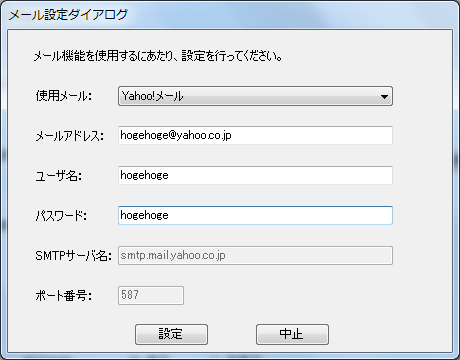 メール設定ダイアログ
メール機能を使用するにあたり、設定を行ってください。
使用メール: Yahoo!メール
メールアドレス: hogehoge@yahoo.co.jp
ユーザ名: hogehoge
パスワード: hogehoge
SMTPサーバ名: smtp.mail.yahoo.co.jp
ポート番号: 587
設定 中止